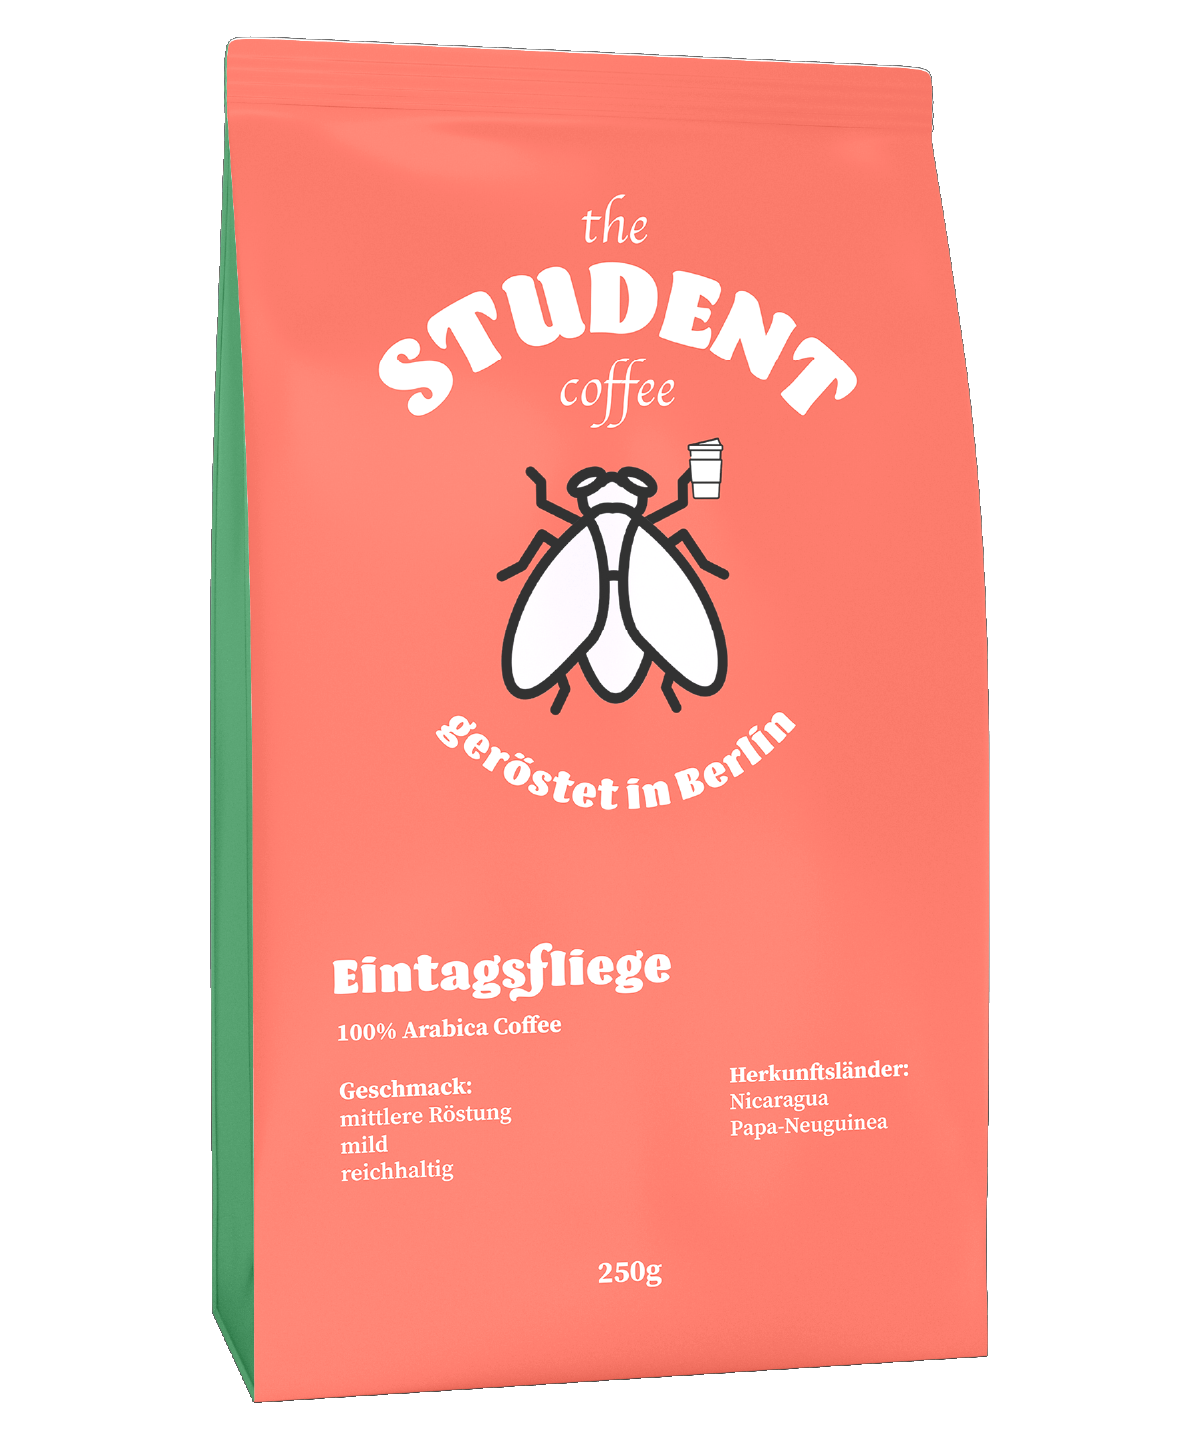 the
STUDENT
coffee
geröstet in Berlin
Eintagsfliege
100% Arabica Coffee
Geschmack:
mittlere Röstung
mild
reichhaltig
Herkunftsländer:
Nicaragua
Papa-Neuguinea
250g